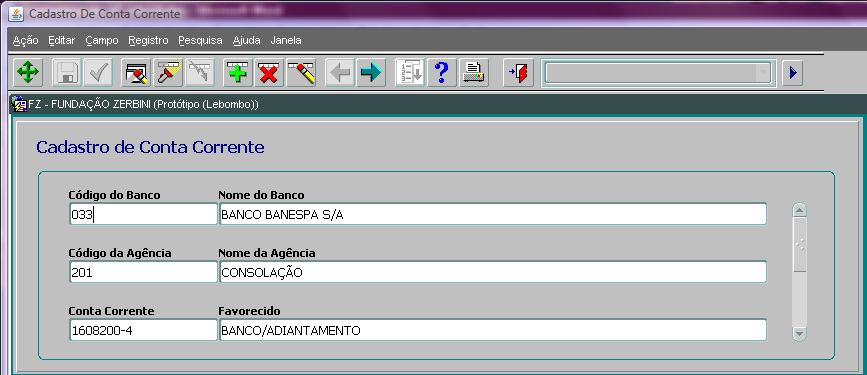 Cadastro De Conta Corrente
Ação Editar Campo Registro Pesquisa Ajuda Janela
FZ - FUNDAÇÃO ZERBINI (Protótipo (Lebombo))
Cadastro de Conta Corrente
Código do Banco Nome do Banco
033 BANCO BANESPA S/A
Código da Agência Nome da Agência
201 CONSOLAÇÃO
Conta Corrente Favorecido
1608200-4 BANCO/ADIANTAMENTO